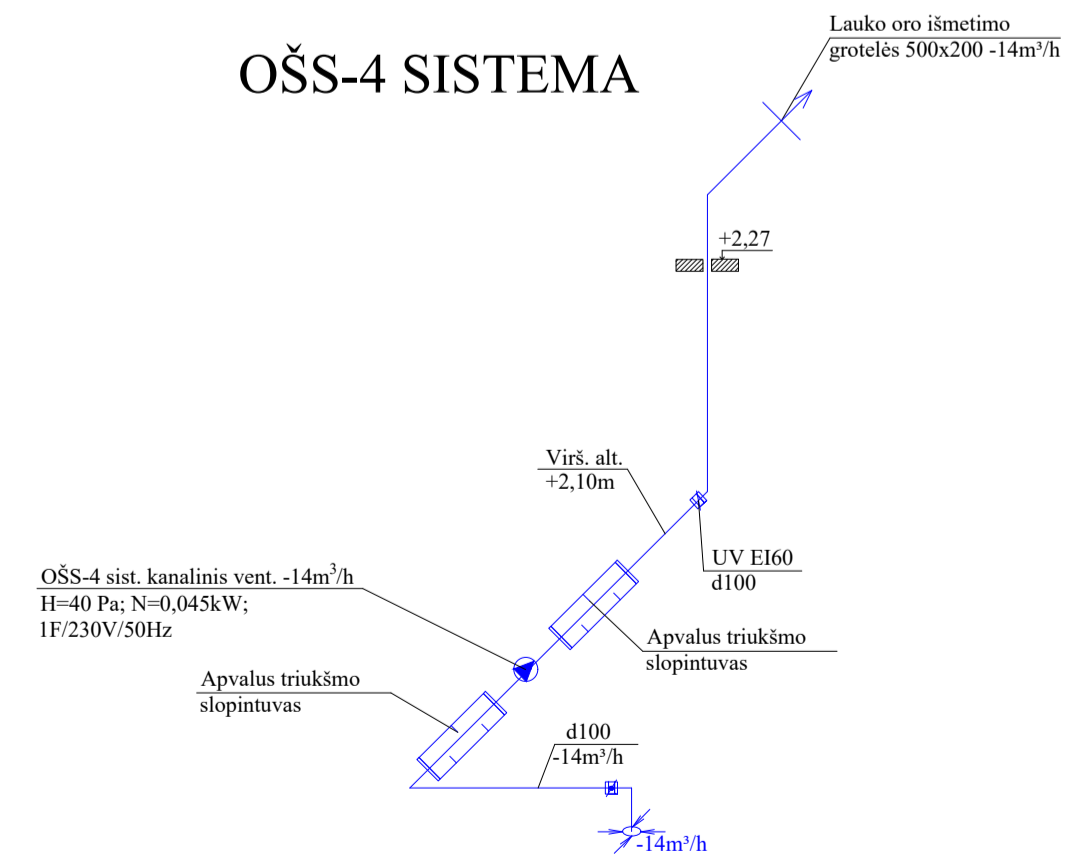 OŠS-4 SISTEMA
Lauko oro išmetimo
grotelės 500x200 -14m³/h
+2,27
Virš. alt.
+2,10m
UV EI60
d100
OŠS-4 sist. kanalinis vent. -14m³/h
H=40 Pa; N=0,045kW;
1F/230V/50Hz
Apvalus triukšmo
slopintuvas
Apvalus triukšmo
slopintuvas
d100
-14m³/h
-14m³/h